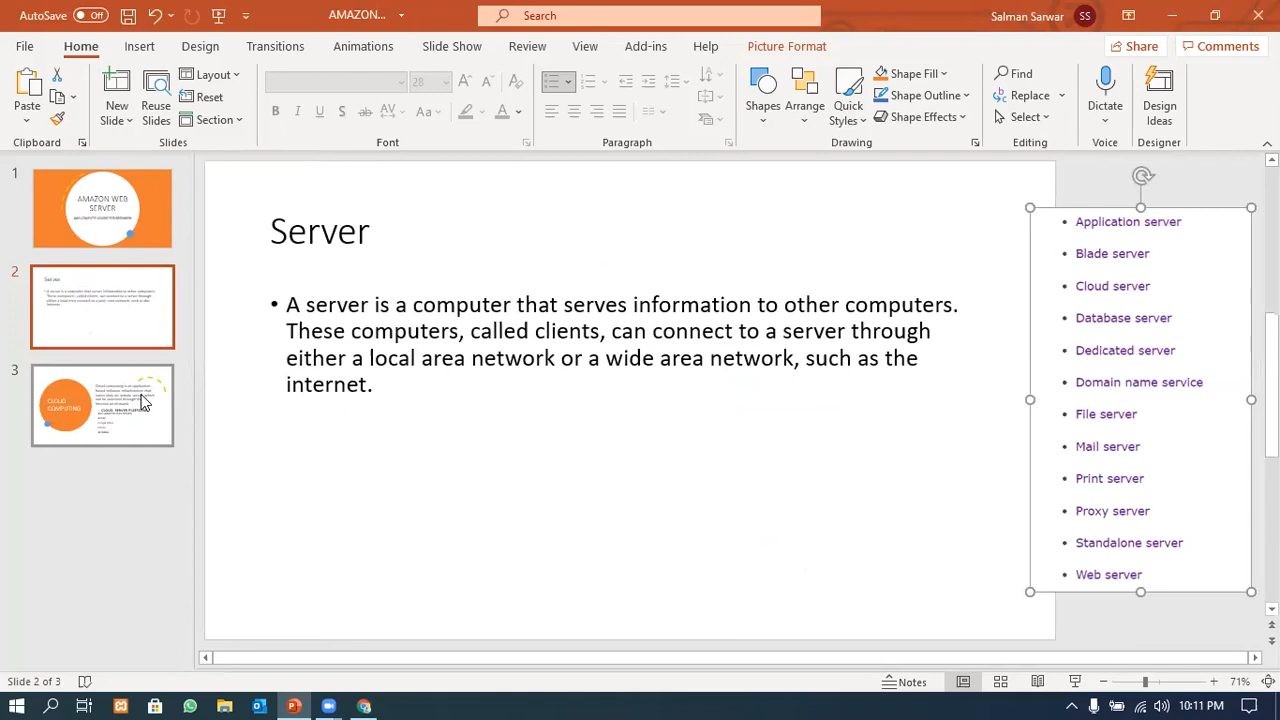 AutoSave Off AMAZON... Search Salman Sarwar SS
File Home Insert Design Transitions Animations Slide Show Review View Add-ins Help Picture Format Share Comments
Paste New Slide Reuse Slides Layout Reset Section 28 Shapes Arrange Quick Styles Shape Fill Shape Outline Shape Effects Find Replace Select Dictate Design Ideas
Clipboard Slides Font Paragraph Drawing Editing Voice Designer
1
AMAZON WEB
SERVER
2
Server
3
CLOUD
COMPUTING
Server
• A server is a computer that serves information to other computers.
These computers, called clients, can connect to a server through
either a local area network or a wide area network, such as the
internet.
• Application server
• Blade server
• Cloud server
• Database server
• Dedicated server
• Domain name service
• File server
• Mail server
• Print server
• Proxy server
• Standalone server
• Web server
Slide 2 of 3 Notes 71%
10:11 PM